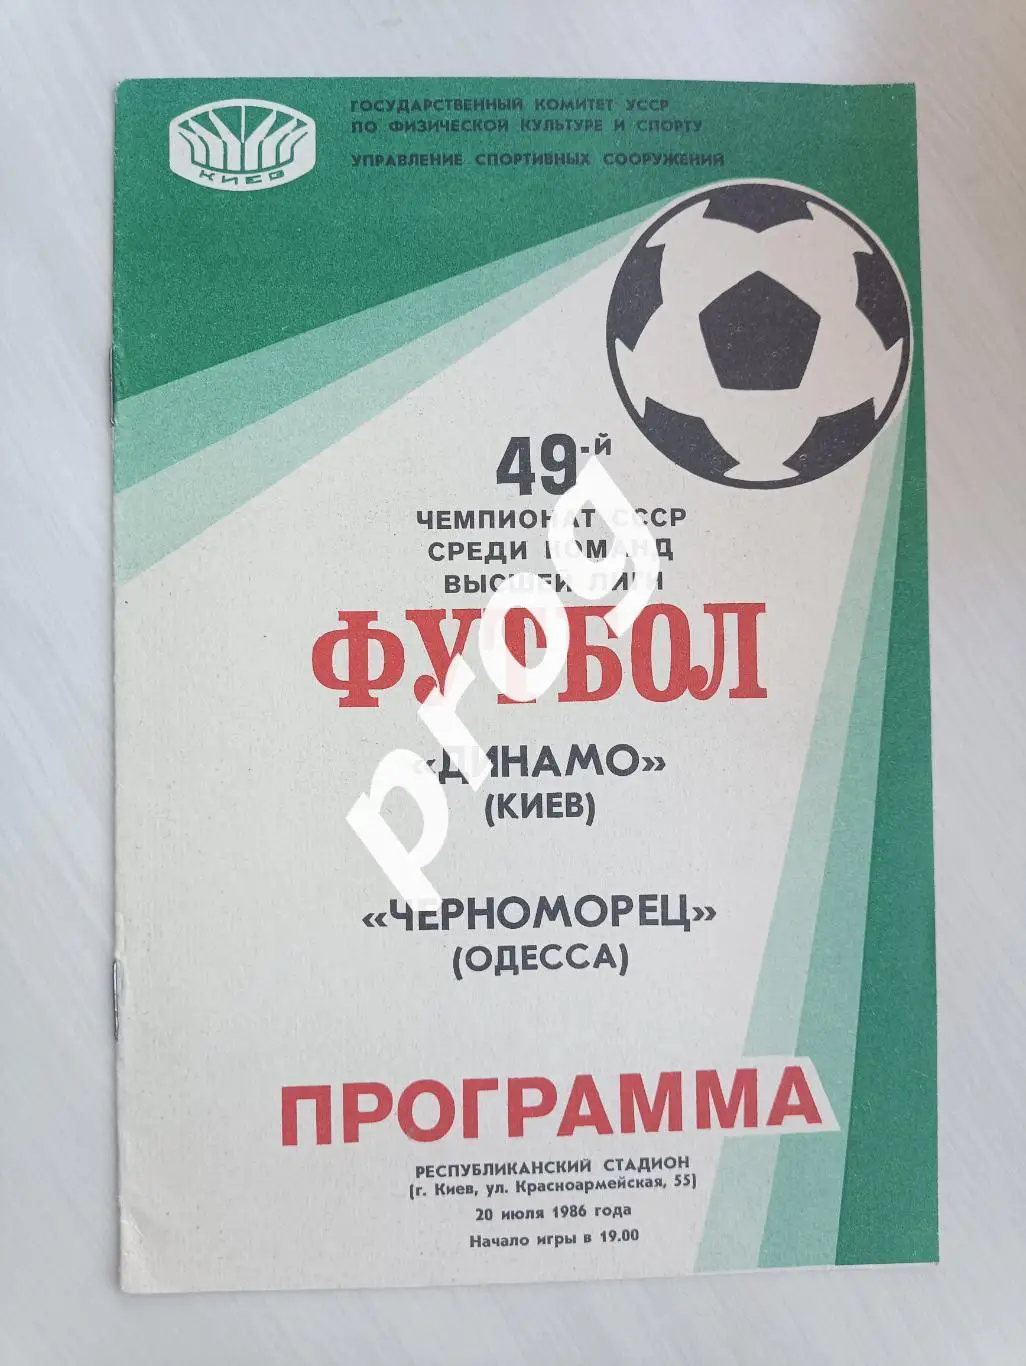 КИЕВ
ГОСУДАРСТВЕННЫЙ КОМИТЕТ УССР
ПО ФИЗИЧЕСКОЙ КУЛЬТУРЕ И СПОРТУ
УПРАВЛЕНИЕ СПОРТИВНЫХ СООРУЖЕНИЙ
49-й
ЧЕМПИОНАТ СССР
СРЕДИ КОМАНД
ВЫСШЕЙ ЛИГИ
ФУТБОЛ
«ДИНАМО»
(КИЕВ)
«ЧЕРНОМОРЕЦ»
(ОДЕССА)
ПРОГРАММА
РЕСПУБЛИКАНСКИЙ СТАДИОН
(г. Киев, ул. Красноармейская, 55)
20 июля 1986 года
Начало игры в 19.00
prog